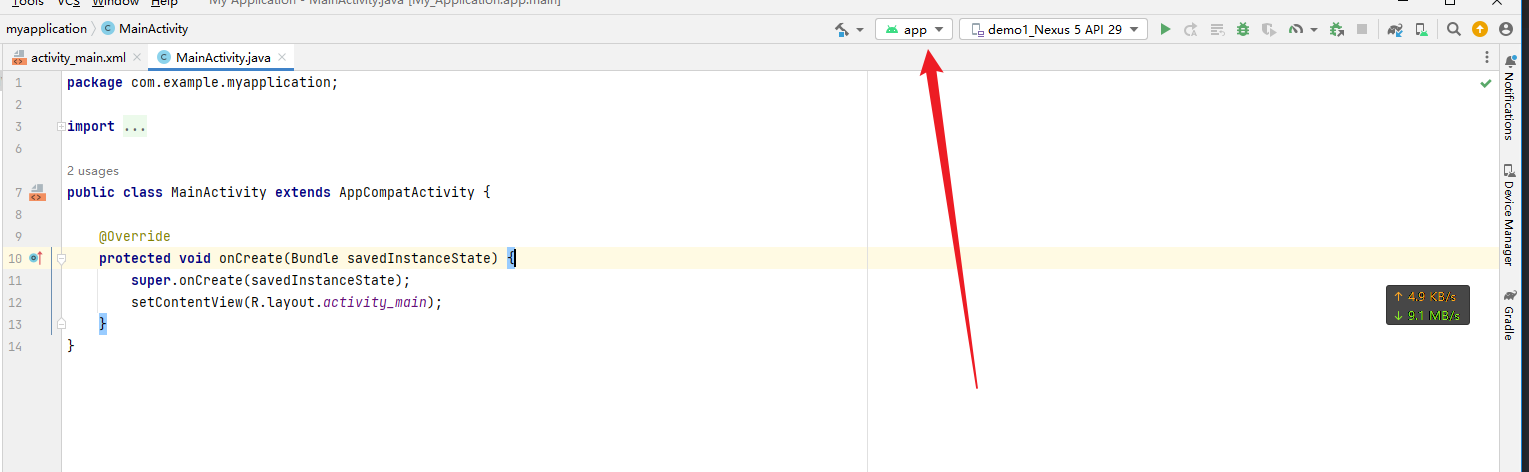 Tools VCS Window Help My Application - MainActivity.java [My_Application.app.main]
myapplication MainActivity app demo1_Nexus 5 API 29
activity_main.xml MainActivity.java
1 package com.example.myapplication;
2
3 import ...
6
2 usages
7 public class MainActivity extends AppCompatActivity {
8
9 @Override
10 protected void onCreate(Bundle savedInstanceState) {
11 super.onCreate(savedInstanceState);
12 setContentView(R.layout.activity_main);
13 }
14 }
↑ 4.9 KB/s
↓ 9.1 MB/s
Notifications
Device Manager
Gradle